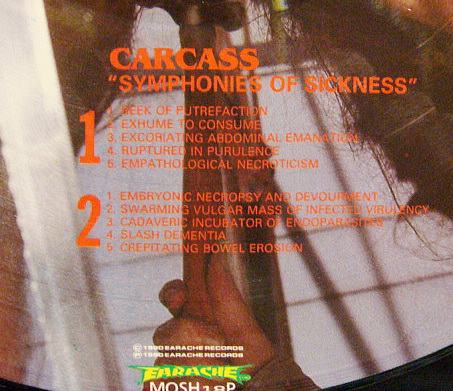 CARCASS
"SYMPHONIES OF SICKNESS"
1
1. REEK OF PUTREFACTION
2. EXHUME TO CONSUME
3. EXCORIATING ABDOMINAL EMANATION
4. RUPTURED IN PURULENCE
5. EMPATHOLOGICAL NECROTICISM
2
1. EMBRYONIC NECROPSY AND DEVOURMENT
2. SWARMING VULGAR MASS OF INFECTED VIRULENCY
3. CADAVERIC INCUBATOR OF ENDOPARASITES
4. SLASH DEMENTIA
5. CREPITATING BOWEL EROSION
Ⓒ 1990 EARACHE RECORDS
Ⓟ 1990 EARACHE RECORDS
EARACHE
MOSH 18P